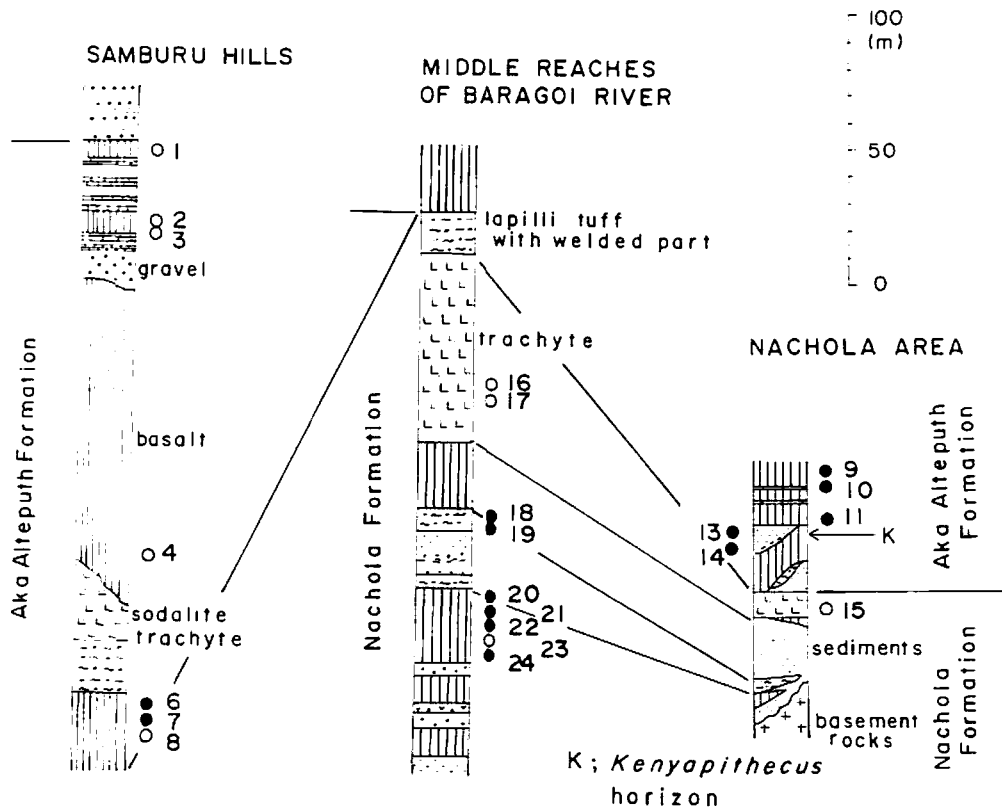 100
(m)
50
0
SAMBURU HILLS
1
2
3
gravel
basalt
4
sodalite
trachyte
6
7
8
Aka Alteputh Formation
MIDDLE REACHES
OF BARAGOI RIVER
lapilli tuff
with welded part
trachyte
16
17
18
19
20
21
22
23
24
Nachola Formation
NACHOLA AREA
9
10
11
13
14
K
15
sediments
basement
rocks
Aka Alteputh
Formation
Nachola
Formation
K; Kenyapithecus
horizon